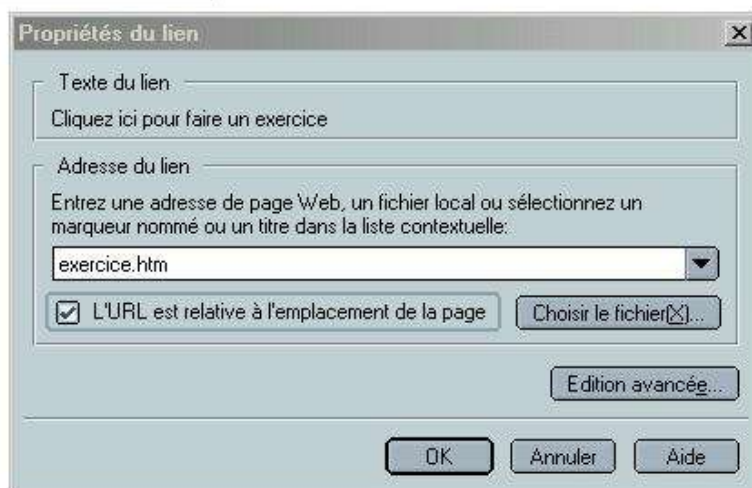 Propriétés du lien
Texte du lien
Cliquez ici pour faire un exercice
Adresse du lien
Entrez une adresse de page Web, un fichier local ou sélectionnez un
marqueur nommé ou un titre dans la liste contextuelle:
exercice.htm
L'URL est relative à l'emplacement de la page
Choisir le fichier(X)...
Edition avancée...
OK
Annuler
Aide